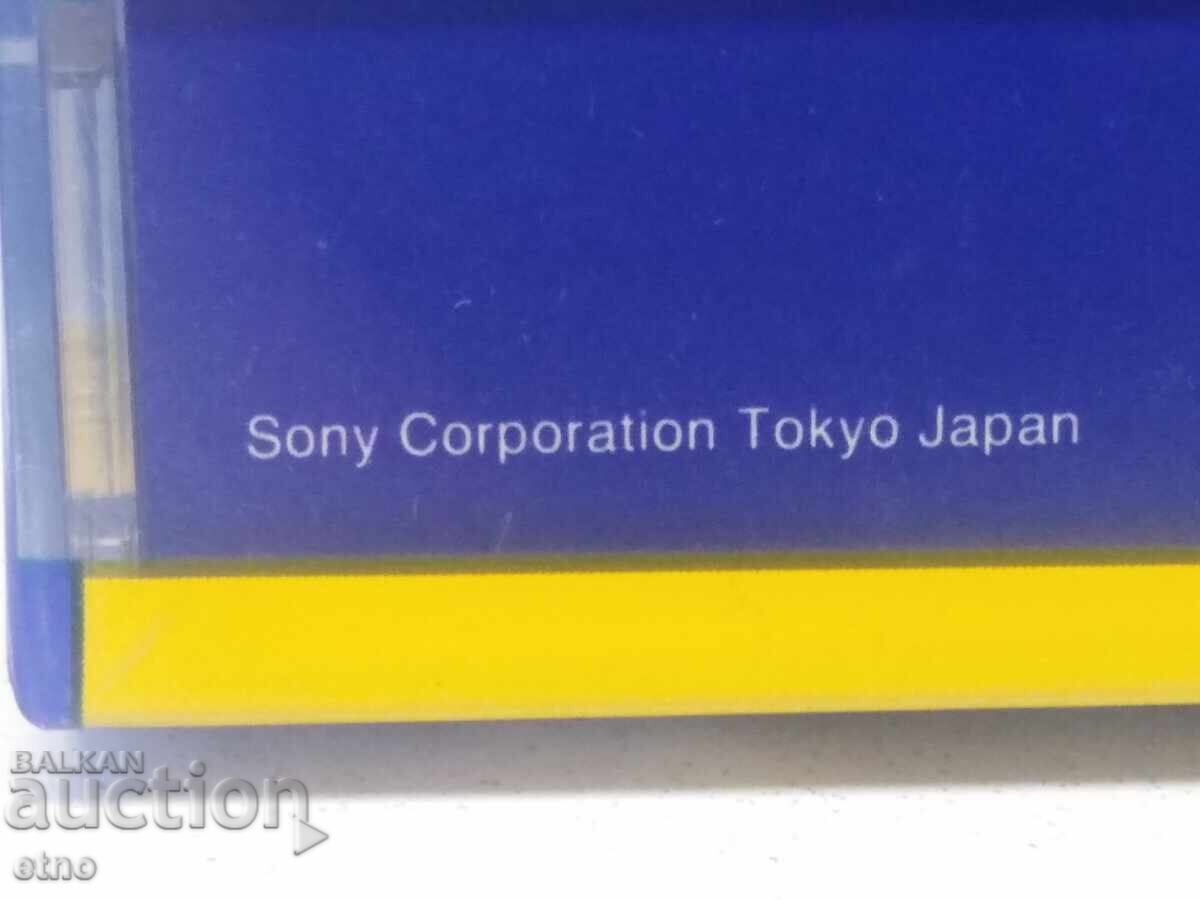 Sony Corporation Tokyo Japan
BALKAN
auction
etno